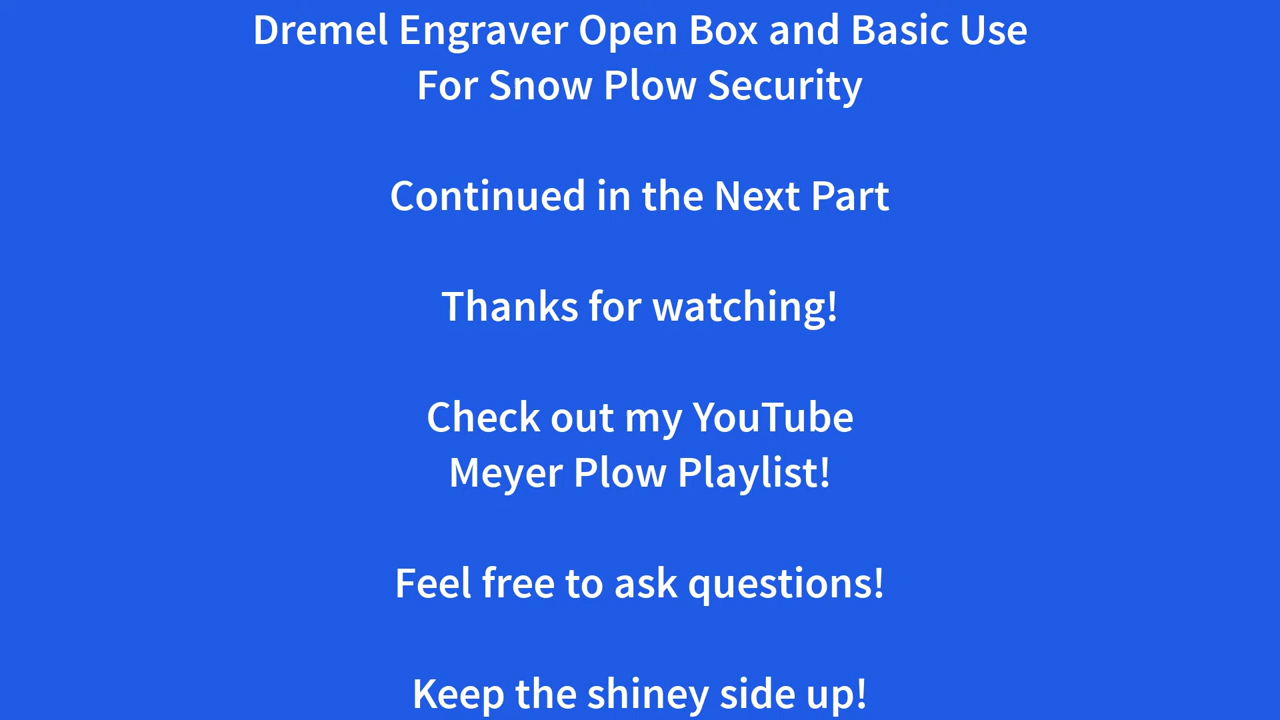 Dremel Engraver Open Box and Basic Use
For Snow Plow Security
Continued in the Next Part
Thanks for watching!
Check out my YouTube
Meyer Plow Playlist!
Feel free to ask questions!
Keep the shiney side up!